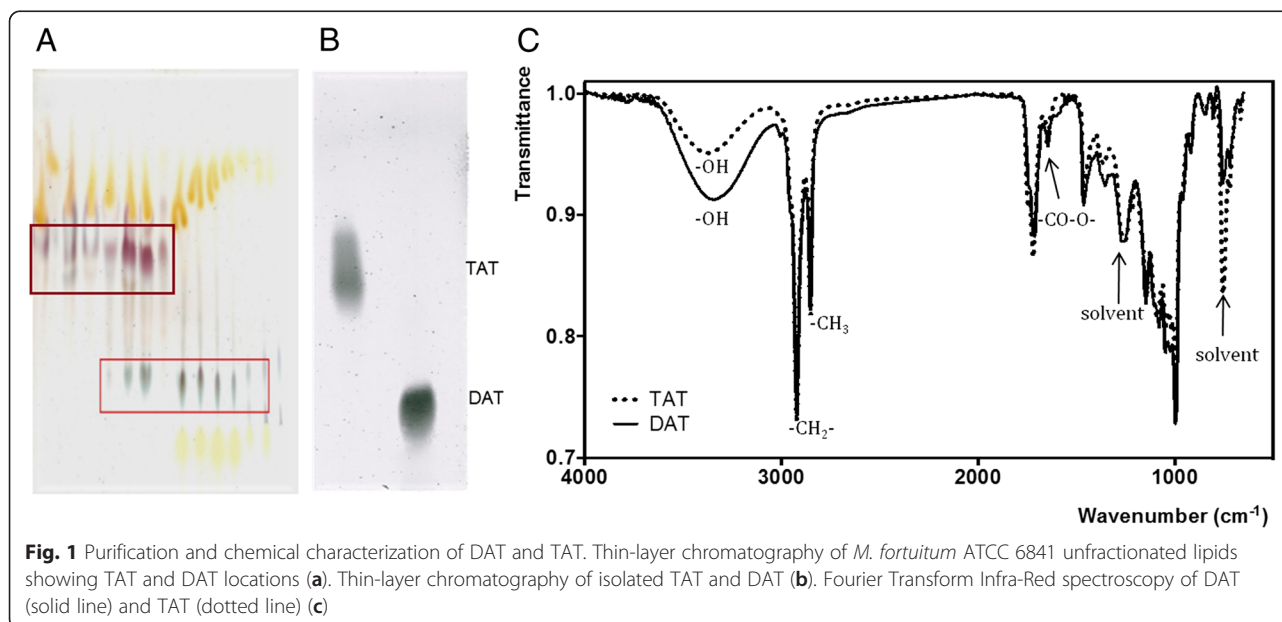 A
B
C
TAT
DAT
Transmittance
1.0
0.9
0.8
0.7
-OH
-OH
-CH₂-
-CH₃
-CO-O-
solvent
solvent
TAT
DAT
4000 3000 2000 1000
Wavenumber (cm⁻¹)
Fig. 1 Purification and chemical characterization of DAT and TAT. Thin-layer chromatography of M. fortuitum ATCC 6841 unfractionated lipids
showing TAT and DAT locations (a). Thin-layer chromatography of isolated TAT and DAT (b). Fourier Transform Infra-Red spectroscopy of DAT
(solid line) and TAT (dotted line) (c)